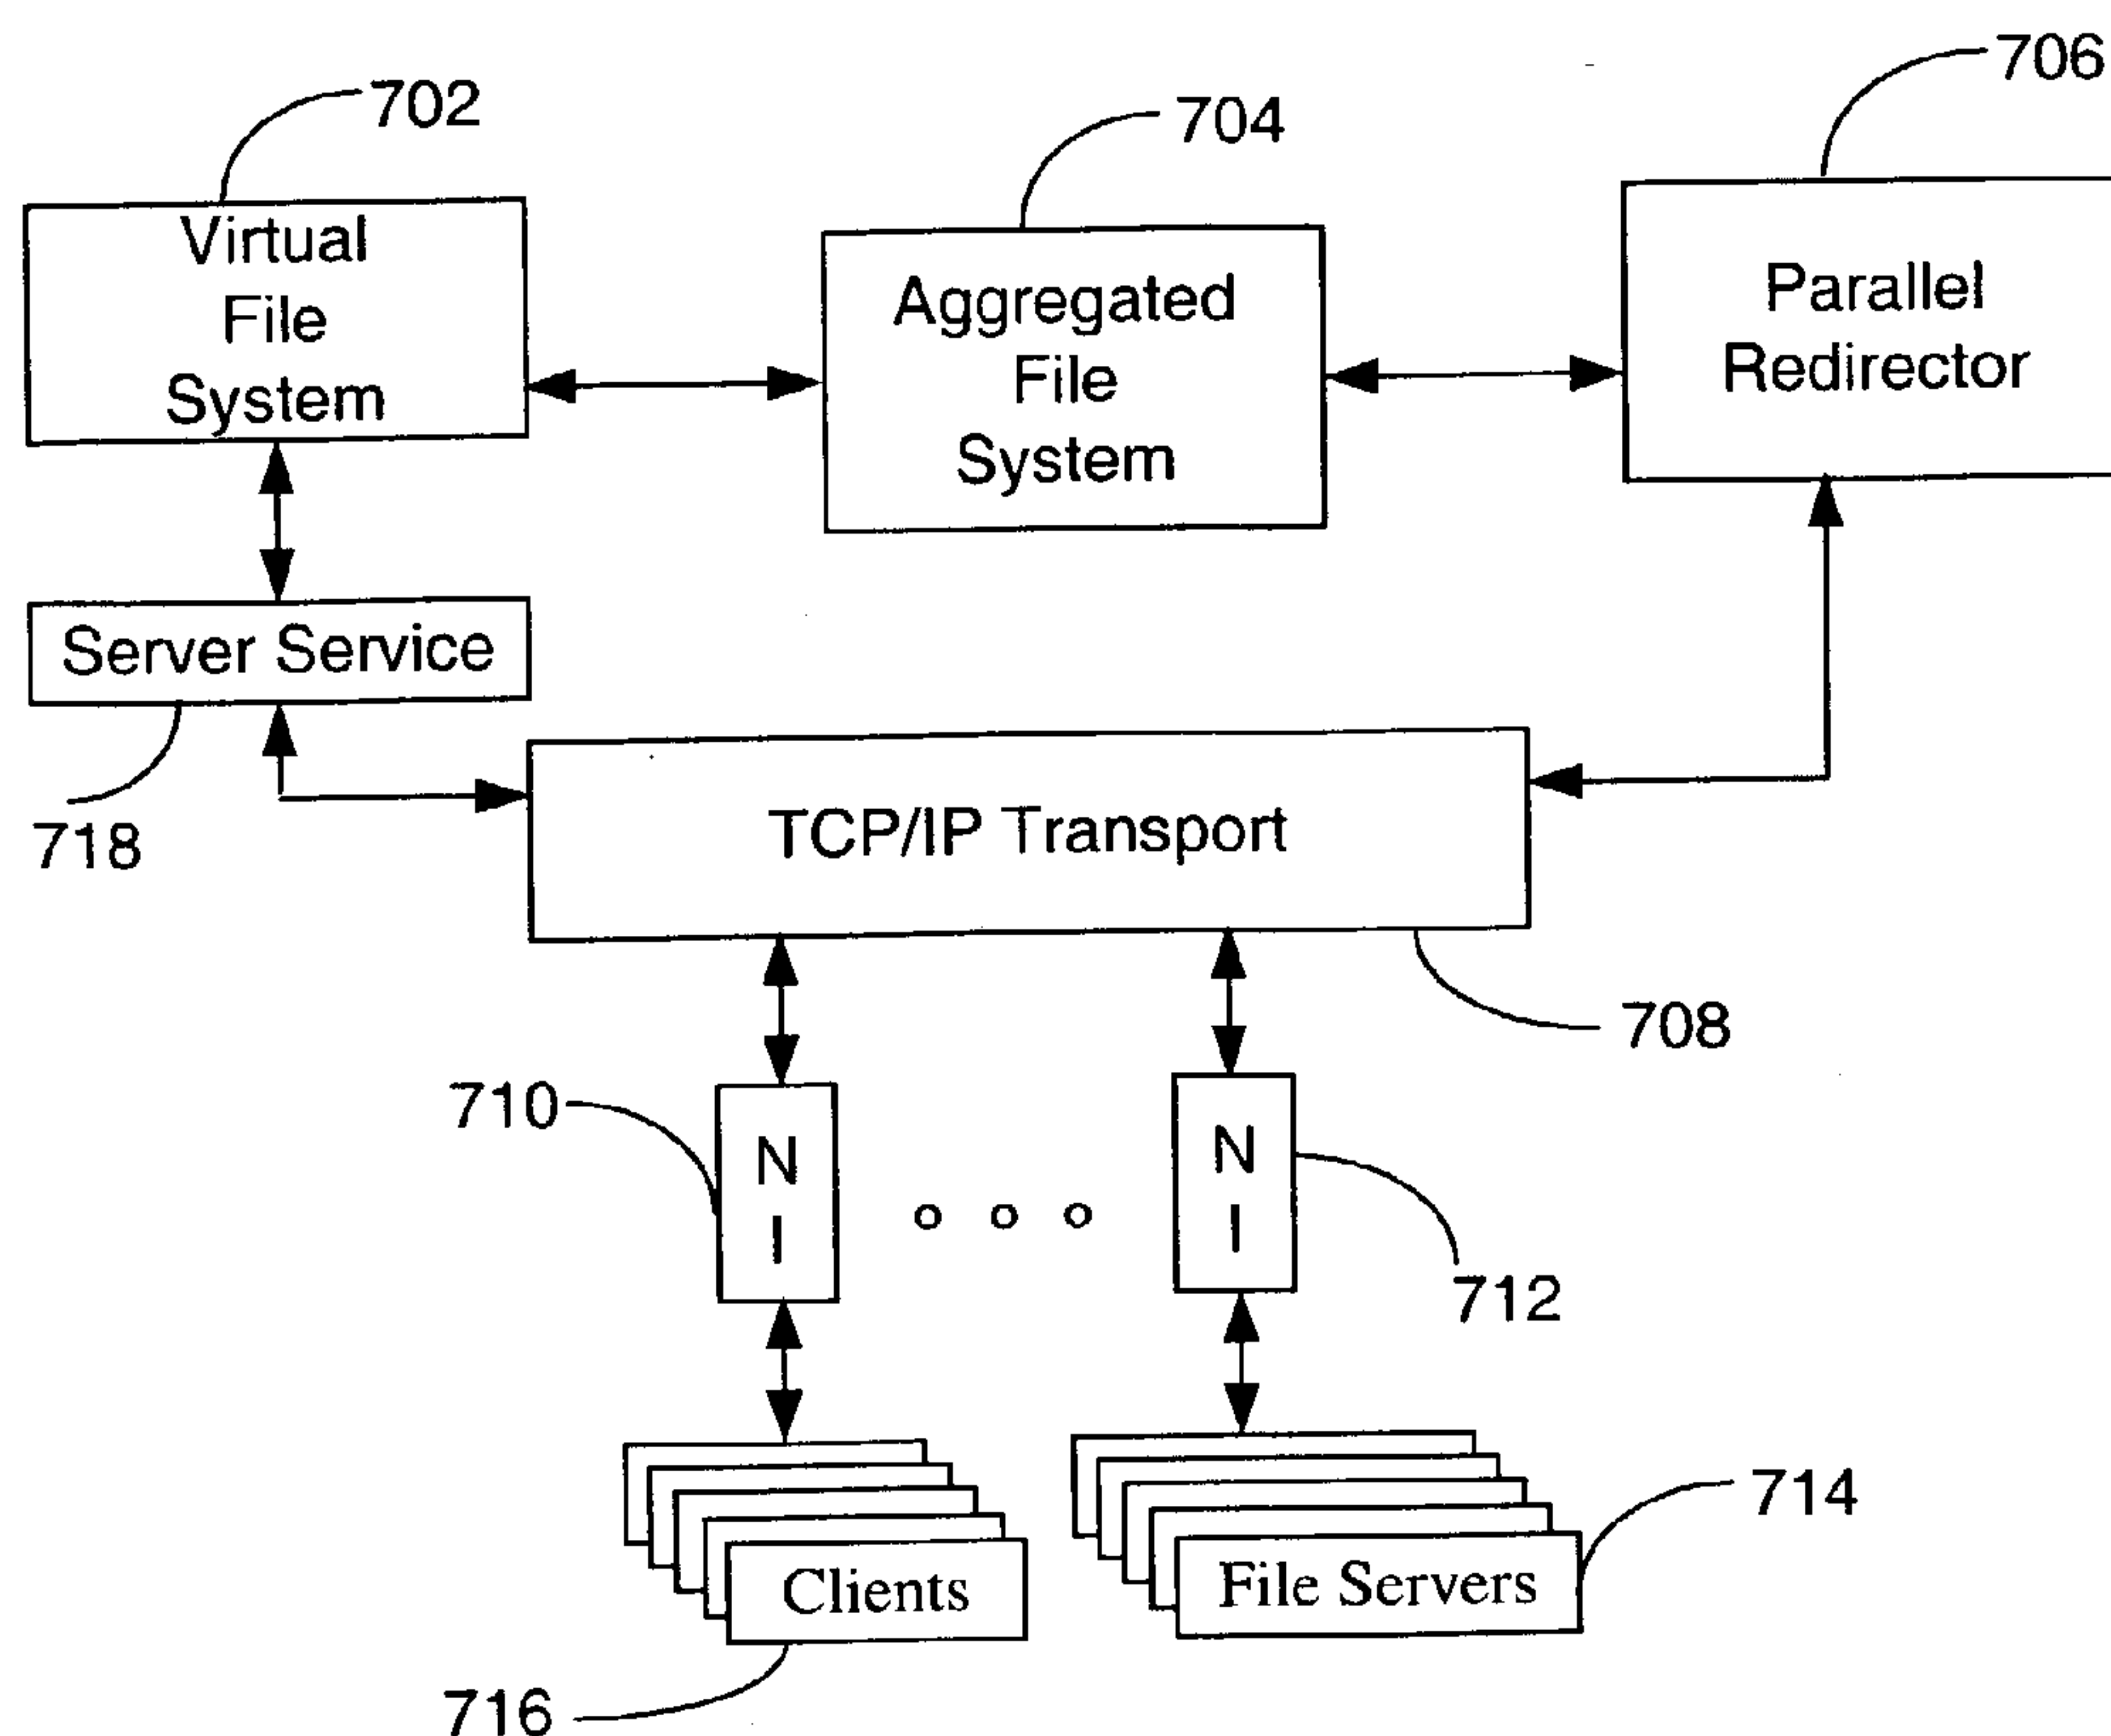 706
702
704
Virtual
File
System
Aggregated
File
System
Parallel
Redirector
Server Service
718
TCP/IP Transport
708
710
N
I
N
I
712
Clients
File Servers
714
716